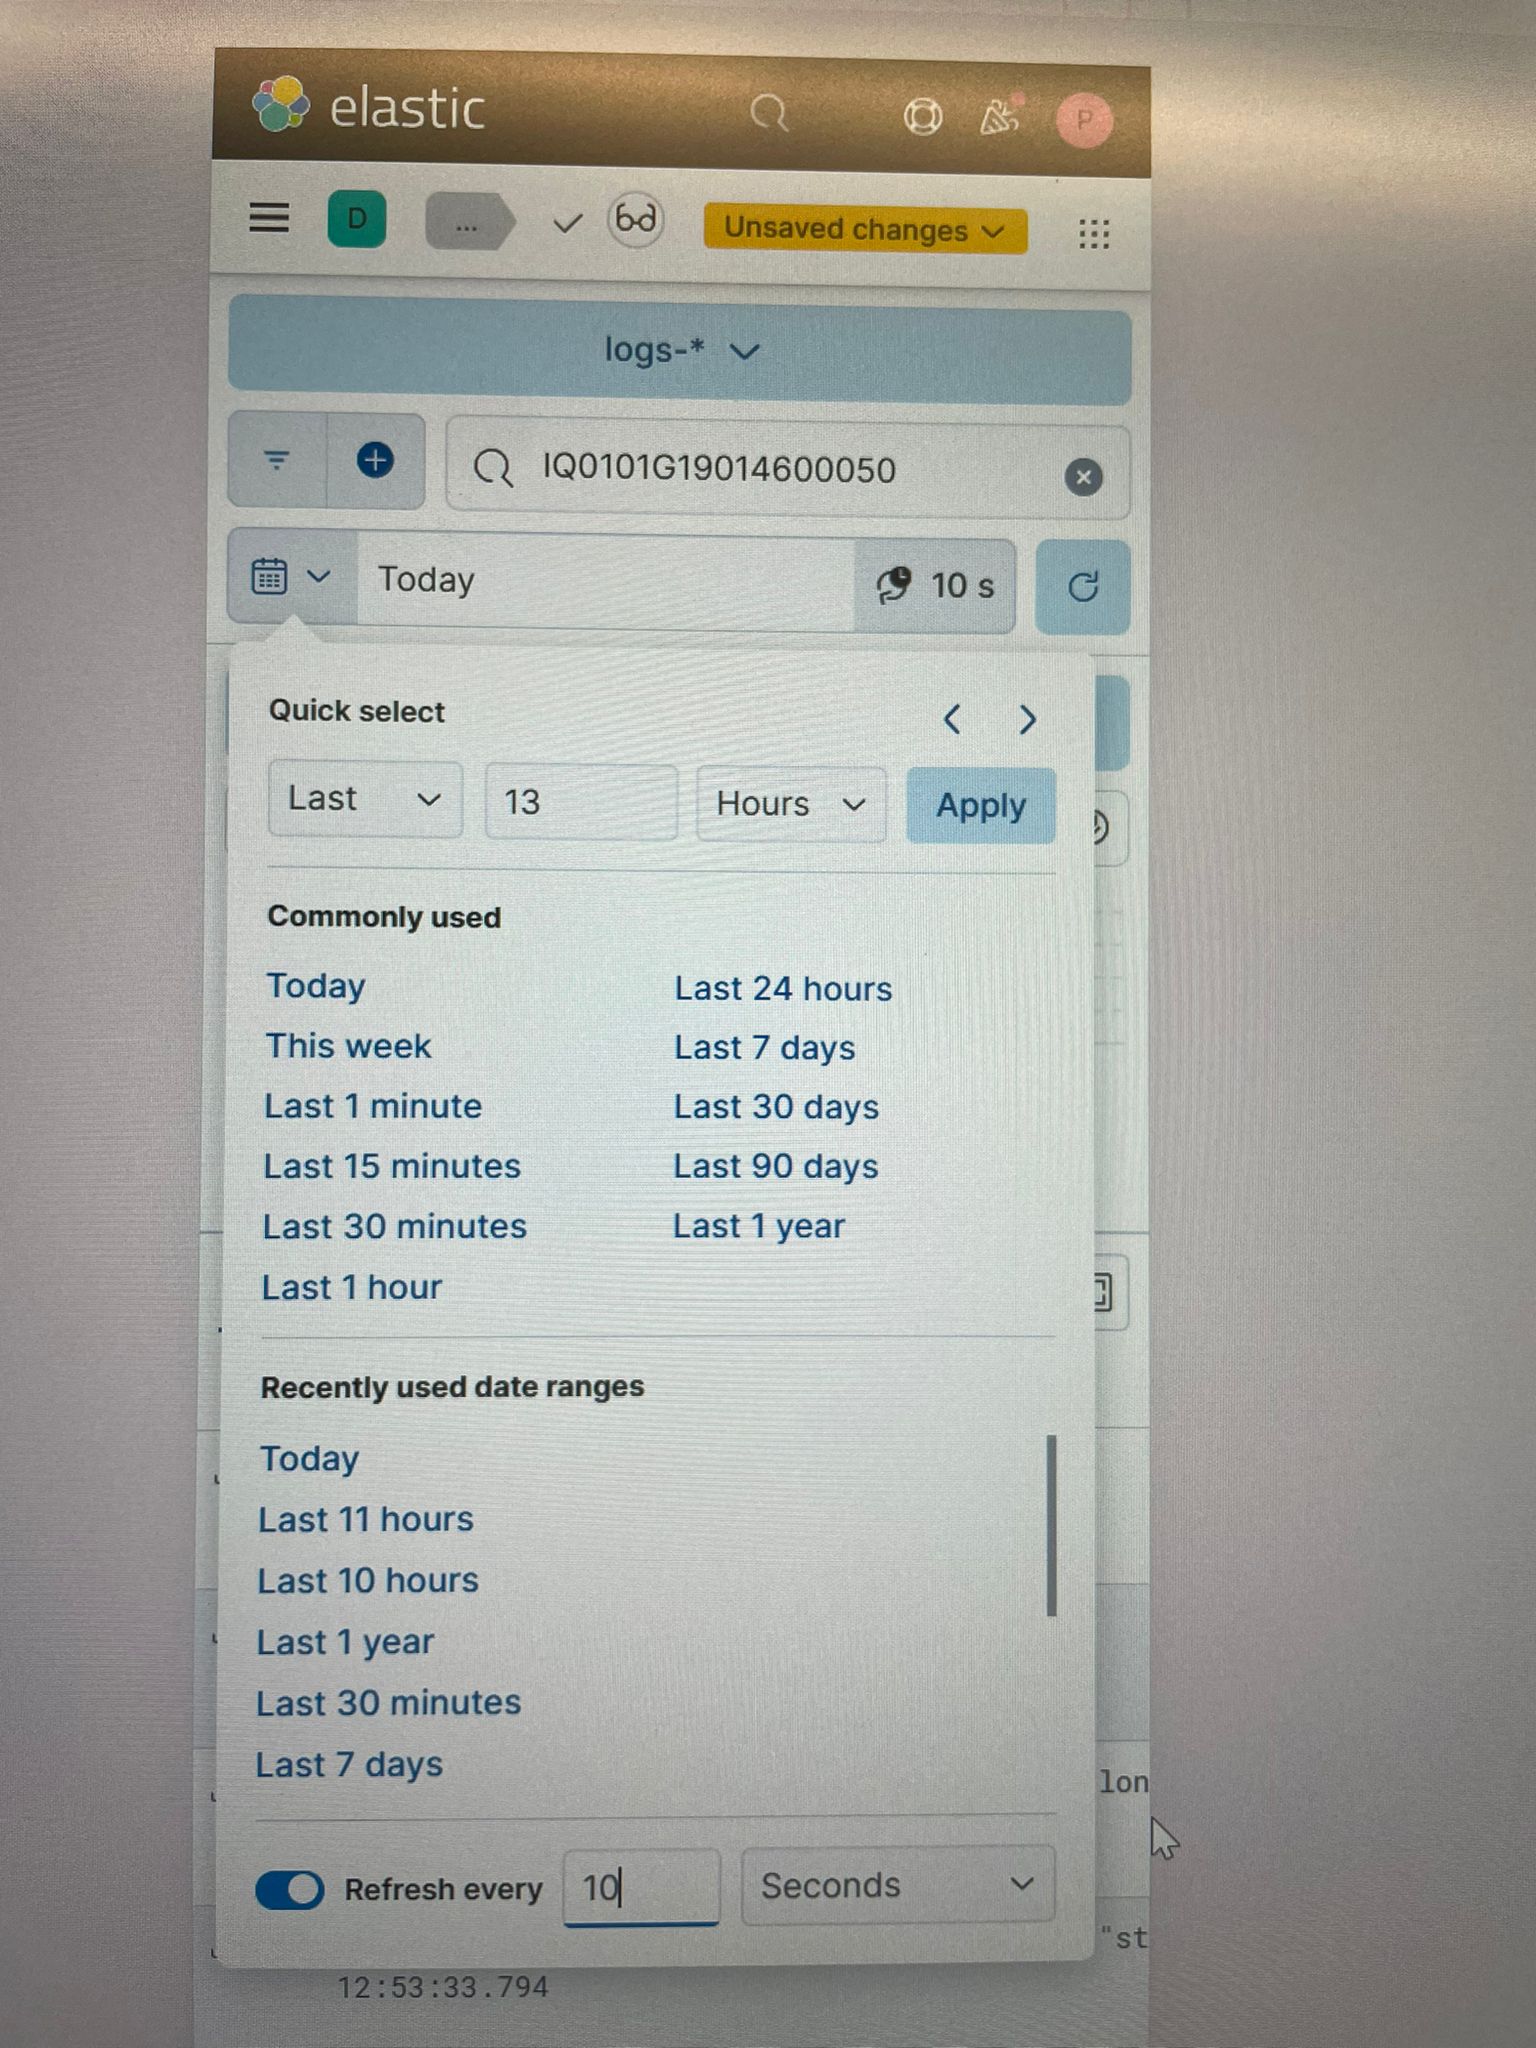 elastic
P
D
...
Unsaved changes
logs-*
IQ0101G19014600050
Today
10 s
Quick select
Last
13
Hours
Apply
Commonly used
Today
Last 24 hours
This week
Last 7 days
Last 1 minute
Last 30 days
Last 15 minutes
Last 90 days
Last 30 minutes
Last 1 year
Last 1 hour
Recently used date ranges
Today
Last 11 hours
Last 10 hours
Last 1 year
Last 30 minutes
Last 7 days
lon
Refresh every
10
Seconds
"st
12:53:33.794